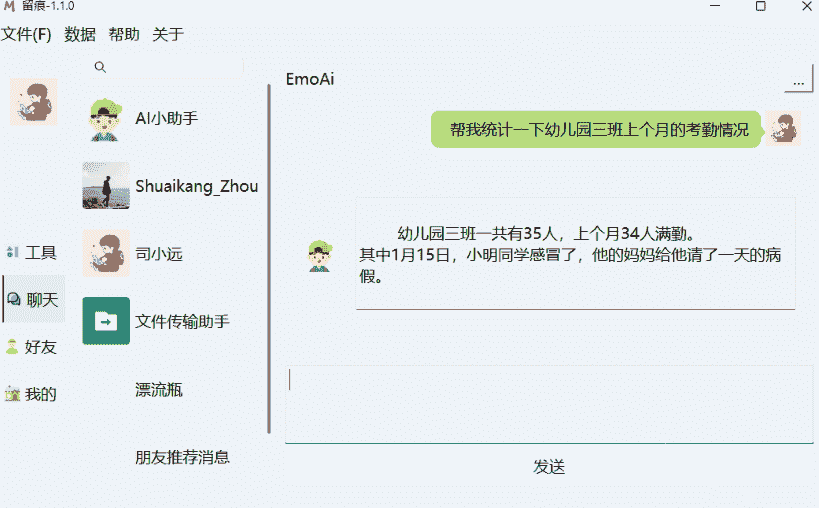 留痕-1.1.0
文件(F) 数据 帮助 关于
EmoAi
...
AI小助手
帮我统计一下幼儿园三班上个月的考勤情况
Shuaikang_Zhou
幼儿园三班一共有35人，上个月34人满勤。
其中1月15日，小明同学感冒了，他的妈妈给他请了一天的病
假。
工具
司小远
聊天
文件传输助手
好友
漂流瓶
我的
朋友推荐消息
发送